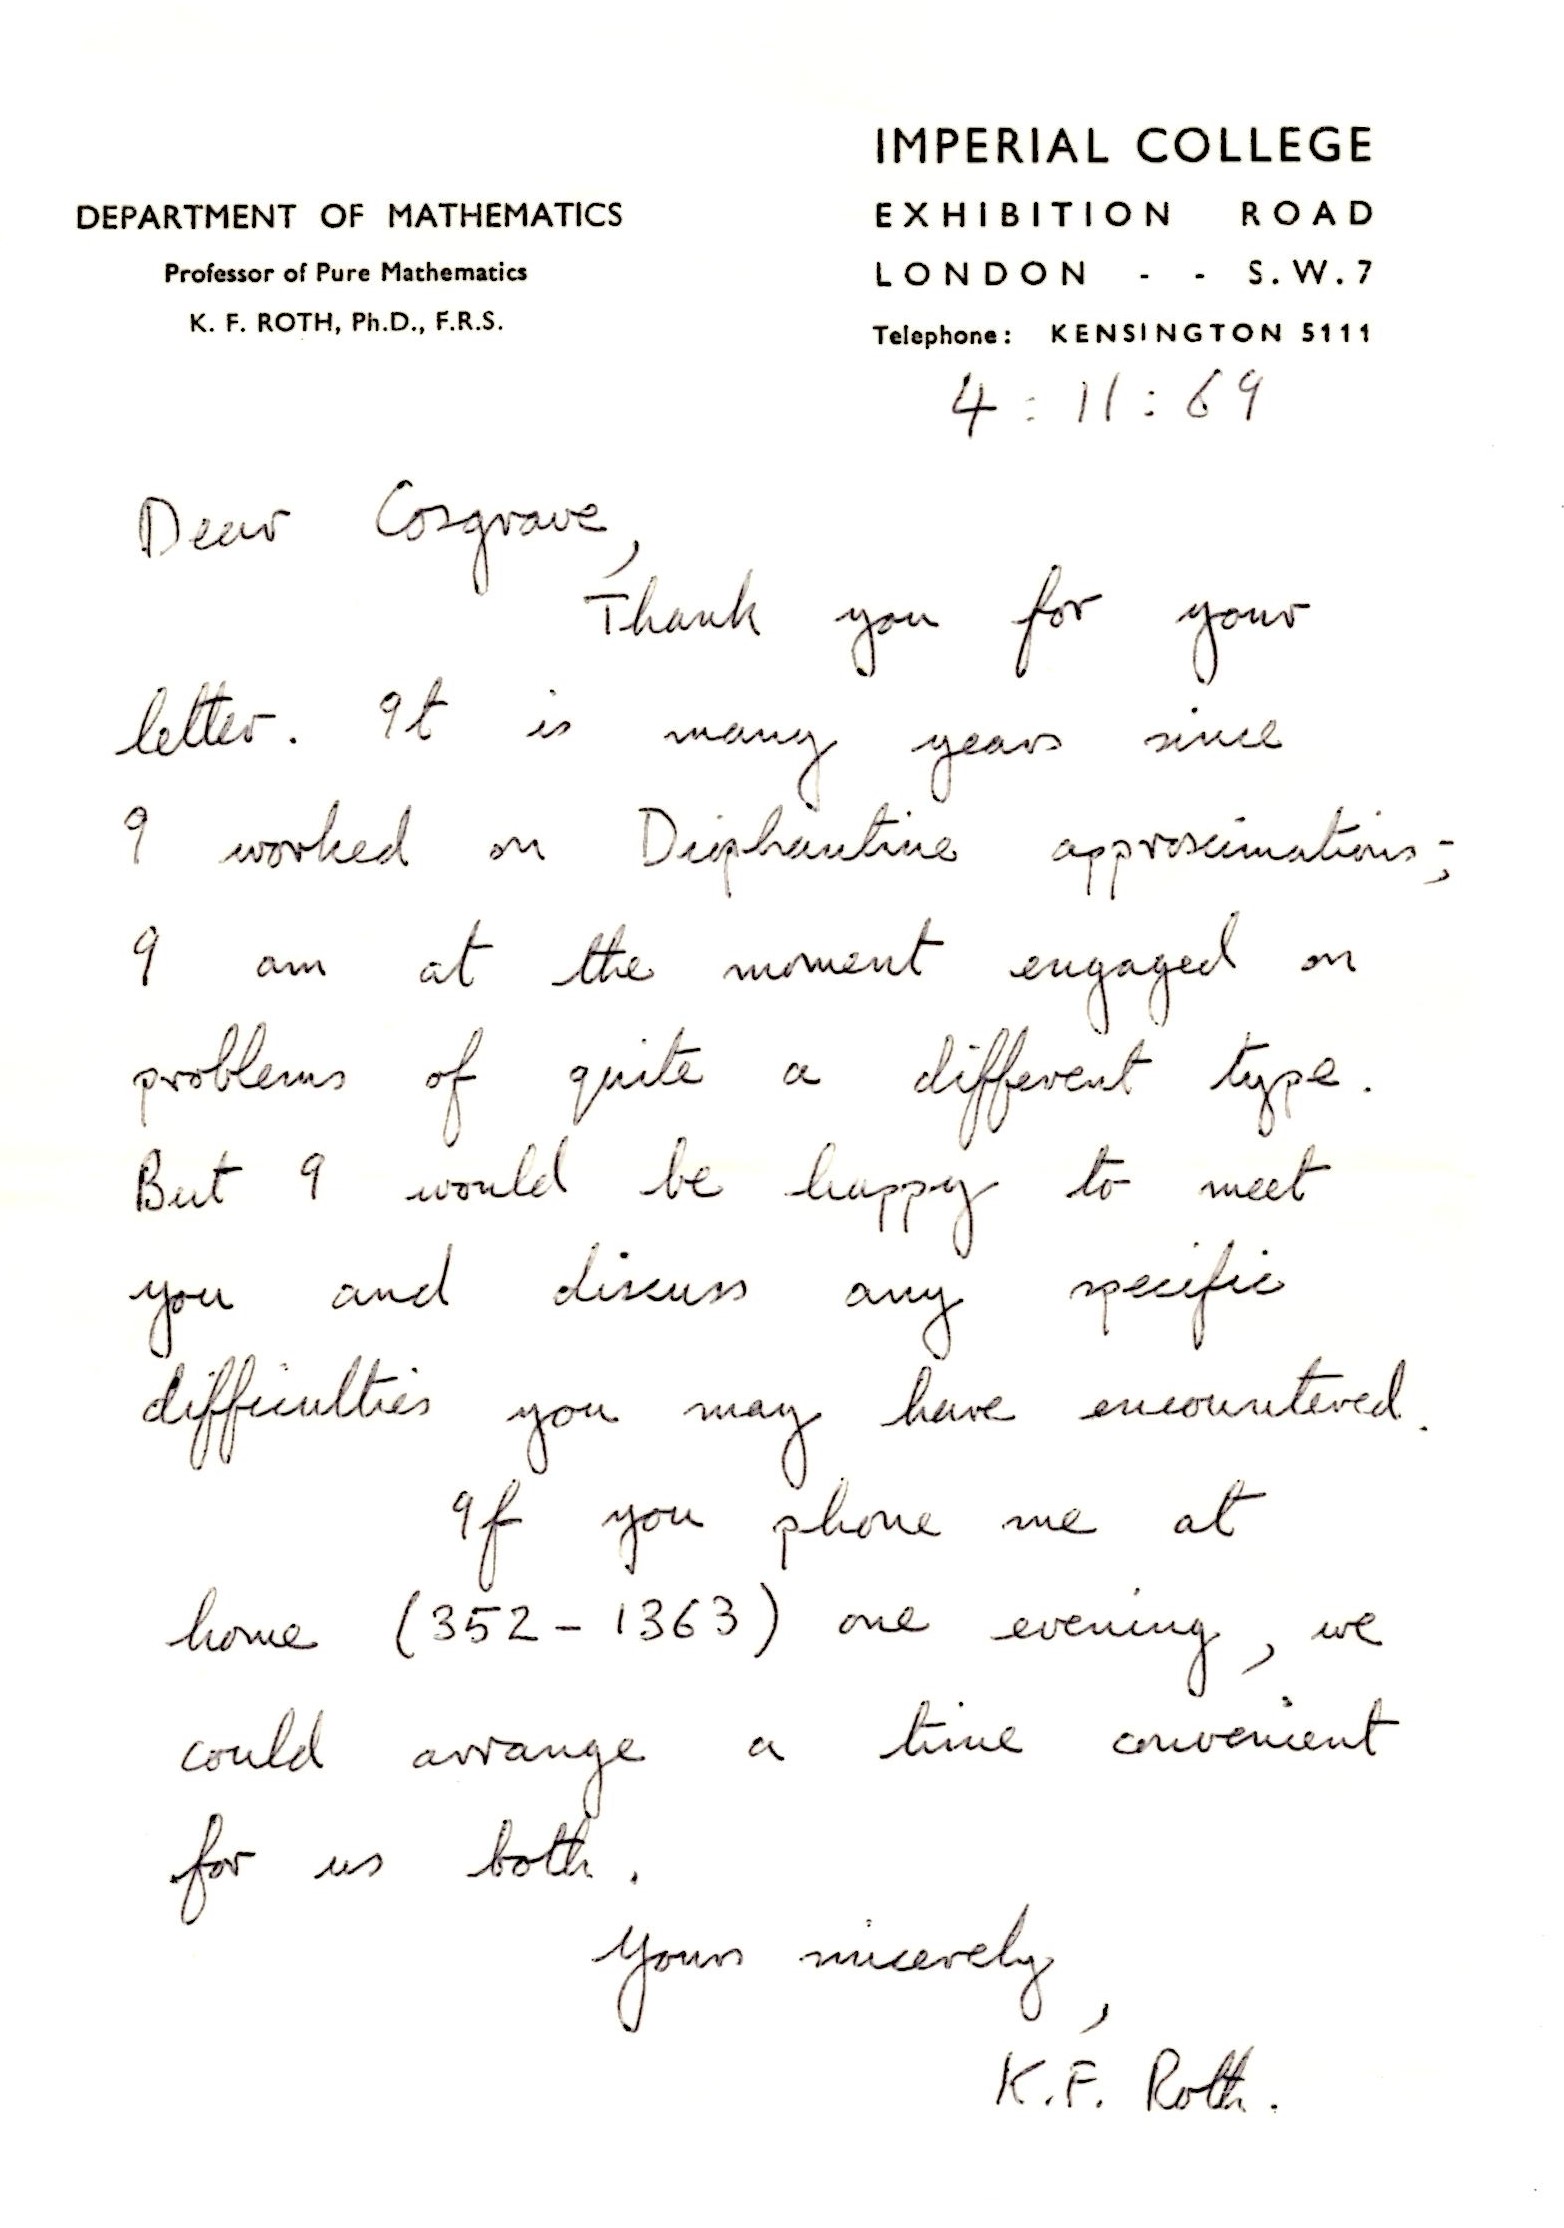 IMPERIAL COLLEGE
DEPARTMENT OF MATHEMATICS
EXHIBITION ROAD
Professor of Pure Mathematics
LONDON - - S.W.7
K. F. ROTH, Ph.D., F.R.S.
Telephone: KENSINGTON 5111
4 : 11 : 69
Dear Cosgrave,
Thank you for your
letter. It is many years since
I worked on Diophantine approximations;
I am at the moment engaged on
problems of quite a different type.
But I would be happy to meet
you and discuss any specific
difficulties you may have encountered.
If you phone me at
home (352-1363) one evening, we
could arrange a time convenient
for us both.
Yours sincerely,
K.F. Roth.